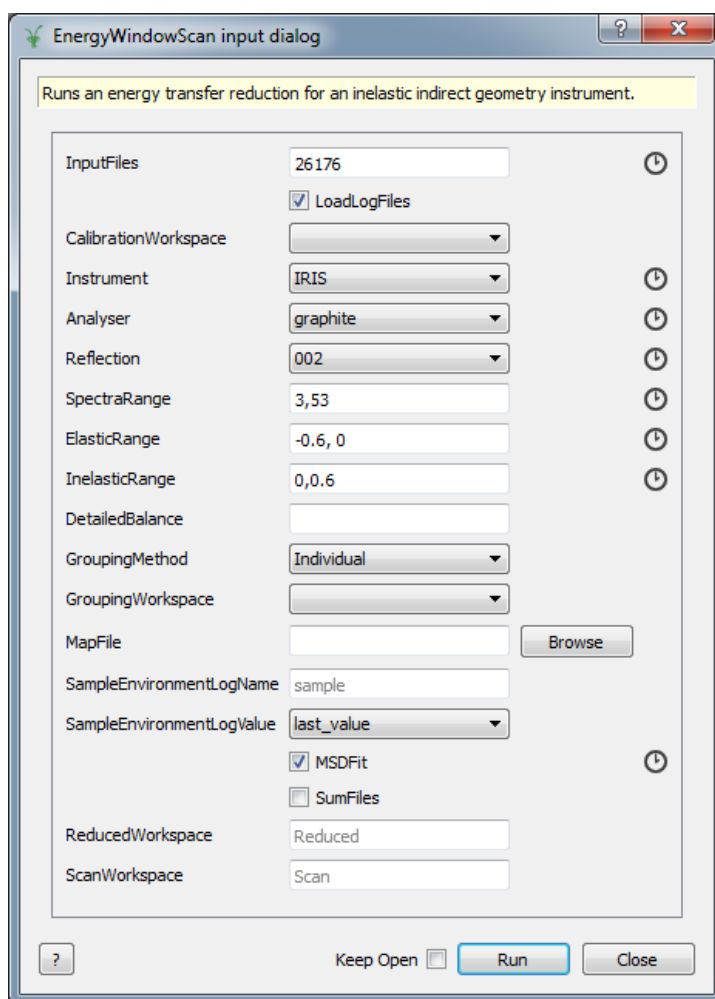 EnergyWindowScan input dialog
Runs an energy transfer reduction for an inelastic indirect geometry instrument.
InputFiles 26176
LoadLogFiles
CalibrationWorkspace
Instrument IRIS
Analyser graphite
Reflection 002
SpectraRange 3,53
ElasticRange -0.6, 0
InelasticRange 0,0.6
DetailedBalance
GroupingMethod Individual
GroupingWorkspace
MapFile Browse
SampleEnvironmentLogName sample
SampleEnvironmentLogValue last_value
MSDFit
SumFiles
ReducedWorkspace Reduced
ScanWorkspace Scan
? Keep Open Run Close